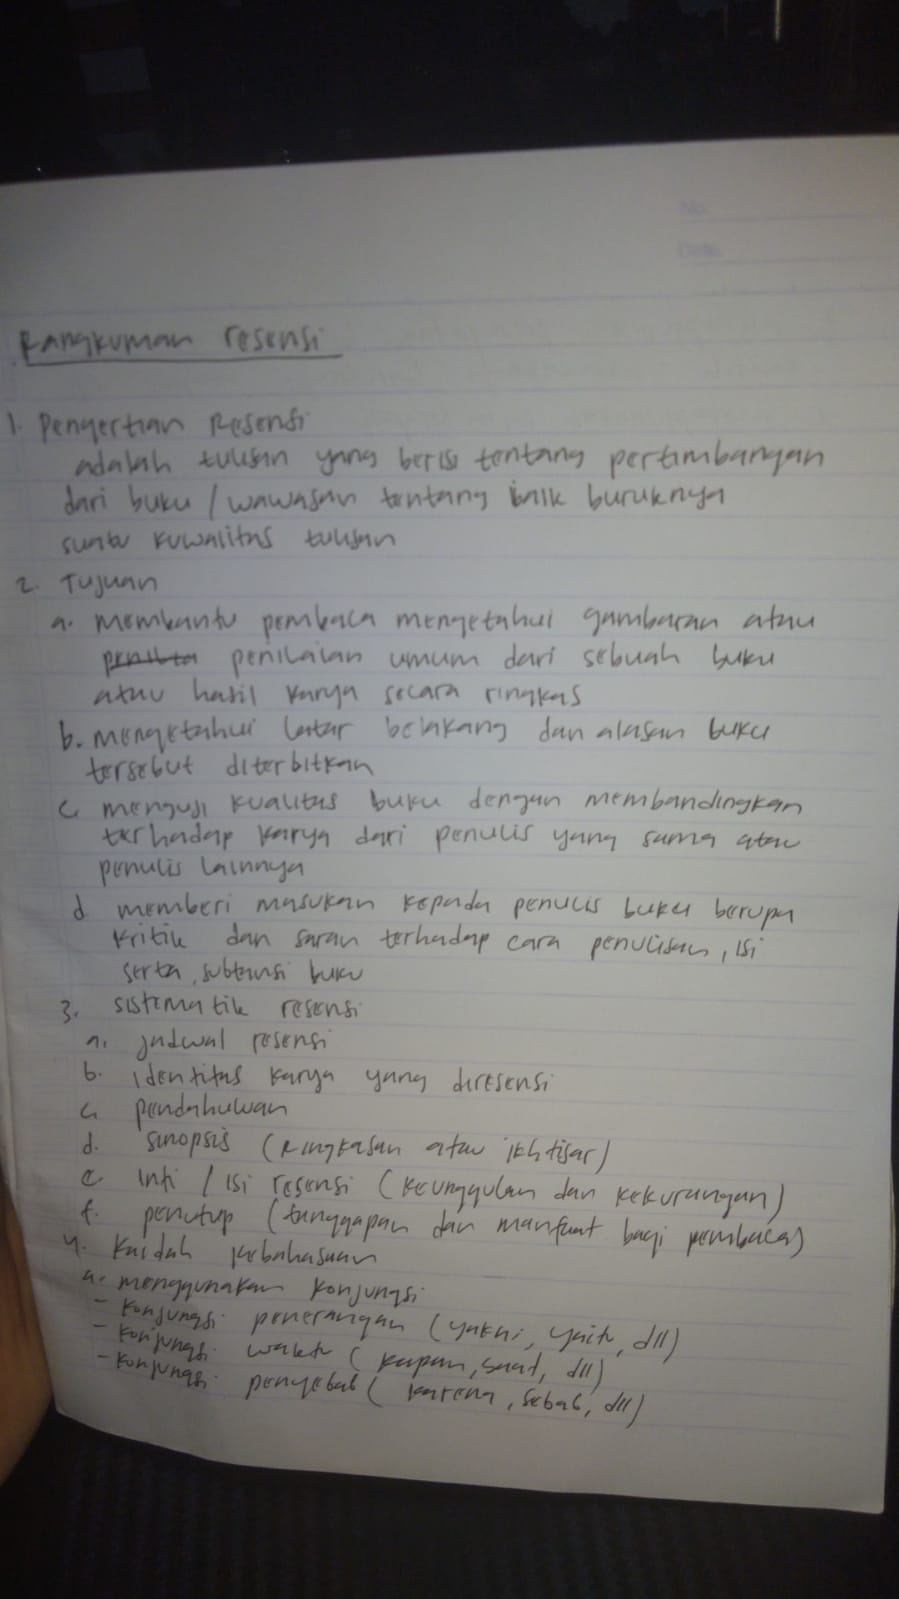 No.
Date.
Rangkuman resensi
1. Pengertian Resensi
adalah tulisan yang berisi tentang pertimbangan
dari buku / wawasan tentang baik buruknya
suatu kuwalitas tulisan
2. Tujuan
a. membantu pembaca mengetahui gambaran atau
penilaian umum dari sebuah buku
atau hasil karya secara ringkas
b. mengetahui latar belakang dan alasan buku
tersebut diterbitkan
c menguji kualitas buku dengan membandingkan
terhadap karya dari penulis yang sama atau
penulis lainnya
d memberi masukan kepada penulis buku berupa
kritik dan saran terhadap cara penulisan, isi
serta, subtansi buku
3. sistematik resensi
a. jadwal resensi
b. identitas karya yang diresensi
c pendahuluan
d. sinopsis (ringkasan atau ikhtisar)
e inti / isi resensi (keunggulan dan kekurangan)
f. penutup (tanggapan dan manfaat bagi pembaca)
4. kaidah kebahasaan
a. menggunakan konjungsi
- konjungsi penerangan (yakni, yaitu, dll)
- konjungsi waktu (kapan, saat, dll)
- konjungsi penyebab (karena, sebab, dll)